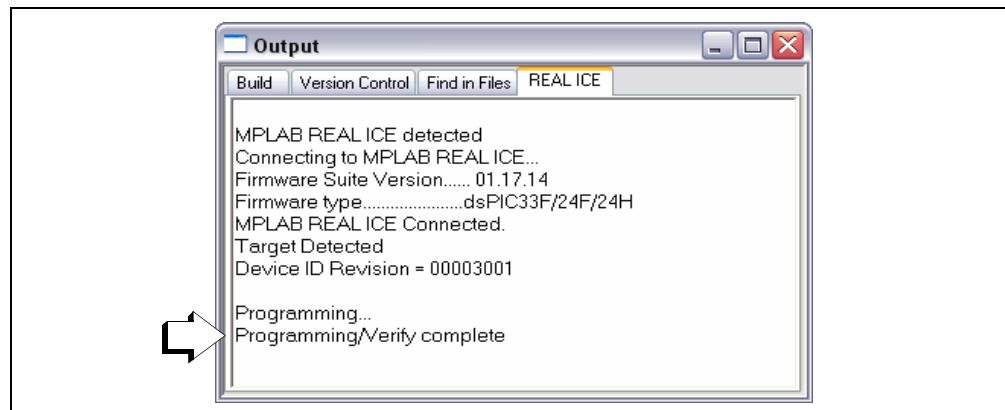 Output
Build Version Control Find in Files REAL ICE
MPLAB REAL ICE detected
Connecting to MPLAB REAL ICE...
Firmware Suite Version...... 01.17.14
Firmware type......................dsPIC33F/24F/24H
MPLAB REAL ICE Connected.
Target Detected
Device ID Revision = 00003001
Programming...
Programming/Verify complete